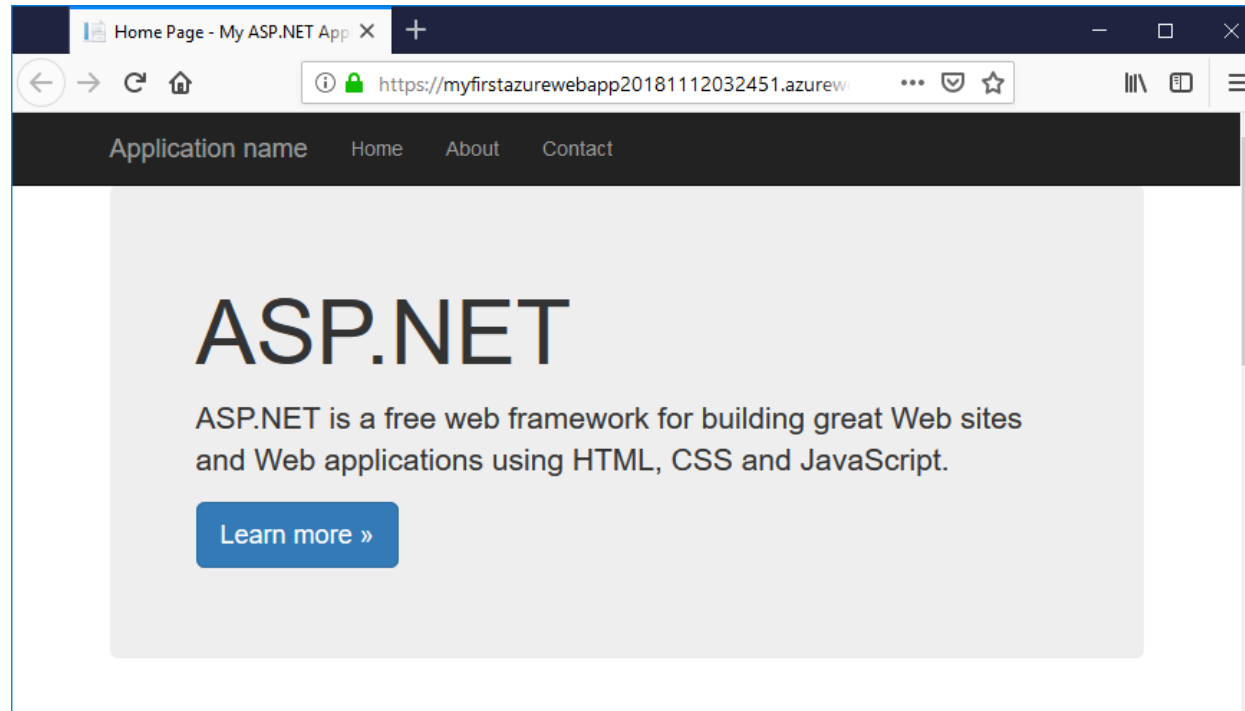 Home Page - My ASP.NET App
https://myfirstazurewebapp20181112032451.azurew
Application name Home About Contact
ASP.NET
ASP.NET is a free web framework for building great Web sites
and Web applications using HTML, CSS and JavaScript.
Learn more »